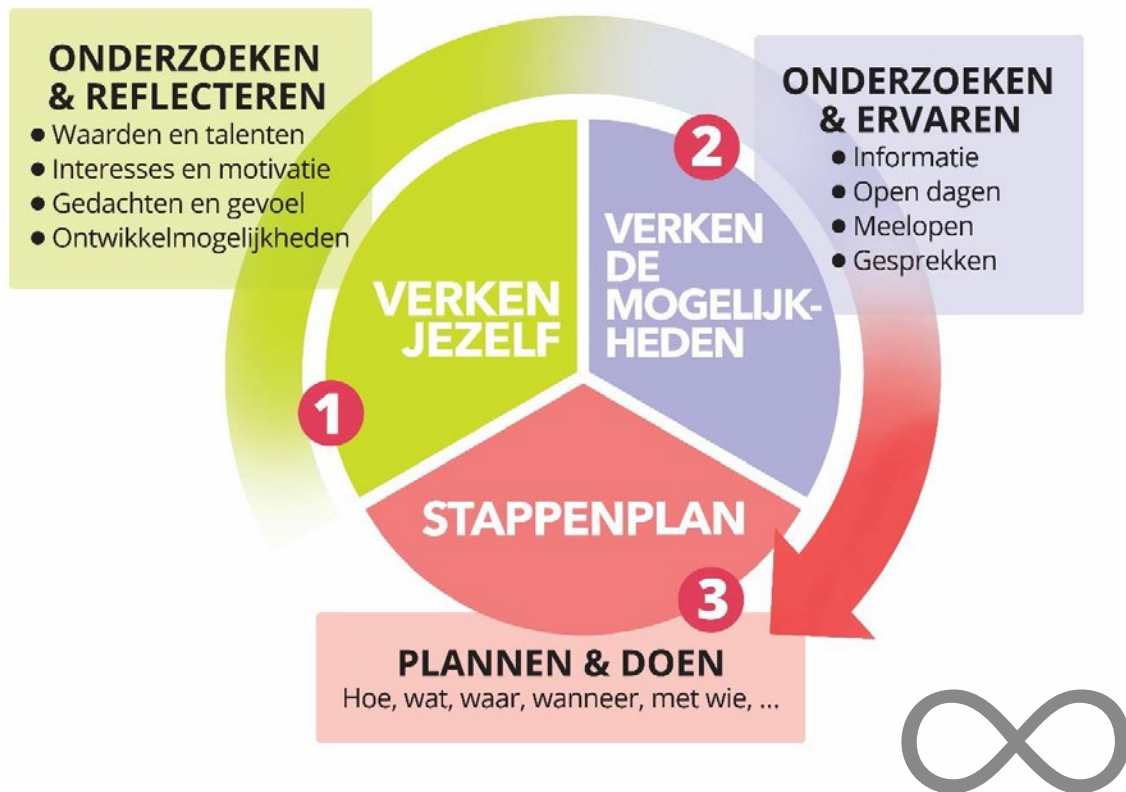 ONDERZOEKEN
& REFLECTEREN
● Waarden en talenten
● Interesses en motivatie
● Gedachten en gevoel
● Ontwikkelmogelijkheden
1
VERKEN
JEZELF
ONDERZOEKEN
& ERVAREN
● Informatie
● Open dagen
● Meelopen
● Gesprekken
2
VERKEN
DE
MOGELIJK-
HEDEN
STAPPENPLAN
3
PLANNEN & DOEN
Hoe, wat, waar, wanneer, met wie, ...